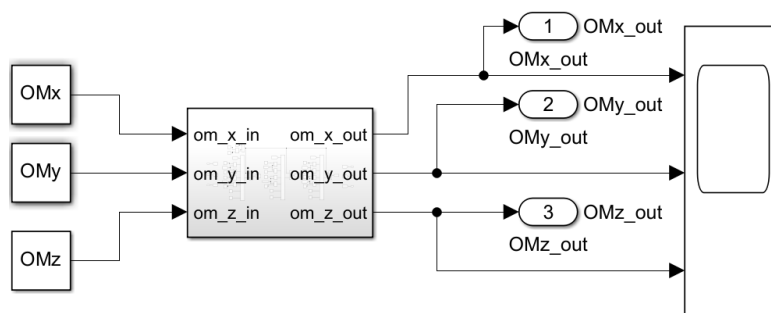 1 OMx_out
OMx_out
OMx
2 OMy_out
OMy_out
om_x_in om_x_out
OMy
om_y_in om_y_out
om_z_in om_z_out
3 OMz_out
OMz_out
OMz